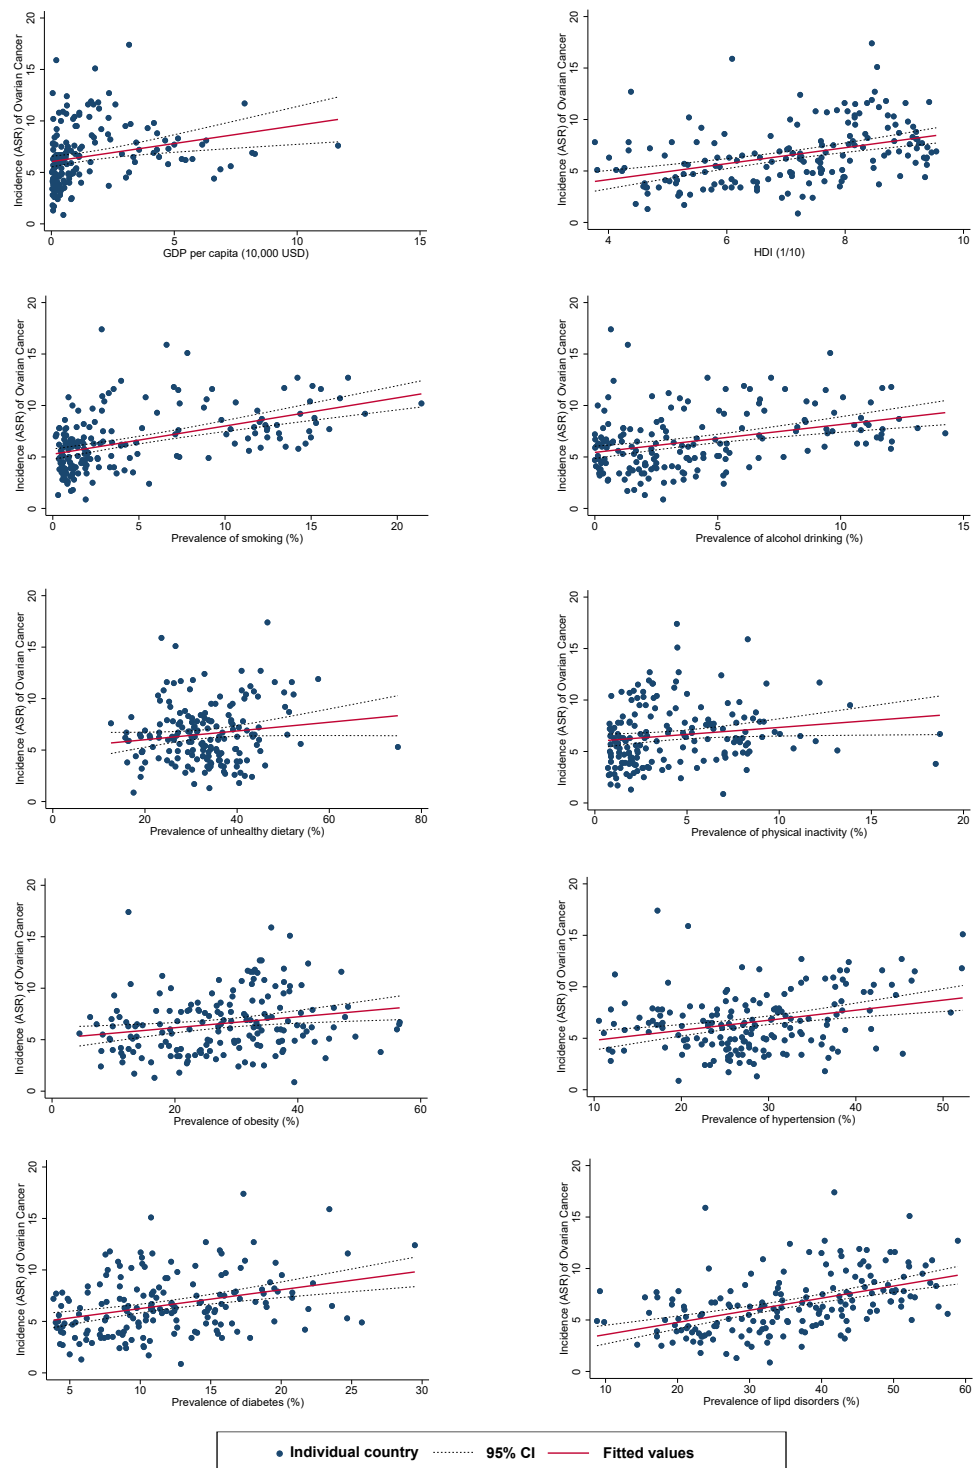 Incidence (ASR) of Ovarian Cancer
0 5 10 15 20
0 5 10 15
GDP per capita (10,000 USD)
Incidence (ASR) of Ovarian Cancer
0 5 10 15 20
4 6 8 10
HDI (1/10)
Incidence (ASR) of Ovarian Cancer
0 5 10 15 20
0 5 10 15 20
Prevalence of smoking (%)
Incidence (ASR) of Ovarian Cancer
0 5 10 15 20
0 5 10 15
Prevalence of alcohol drinking (%)
Incidence (ASR) of Ovarian Cancer
0 5 10 15 20
0 20 40 60 80
Prevalence of unhealthy dietary (%)
Incidence (ASR) of Ovarian Cancer
0 5 10 15 20
0 5 10 15 20
Prevalence of physical inactivity (%)
Incidence (ASR) of Ovarian Cancer
0 5 10 15 20
0 20 40 60
Prevalence of obesity (%)
Incidence (ASR) of Ovarian Cancer
0 5 10 15 20
10 20 30 40 50
Prevalence of hypertension (%)
Incidence (ASR) of Ovarian Cancer
0 5 10 15 20
5 10 15 20 25 30
Prevalence of diabetes (%)
Incidence (ASR) of Ovarian Cancer
0 5 10 15 20
10 20 30 40 50 60
Prevalence of lipd disorders (%)
Individual country 95% CI Fitted values